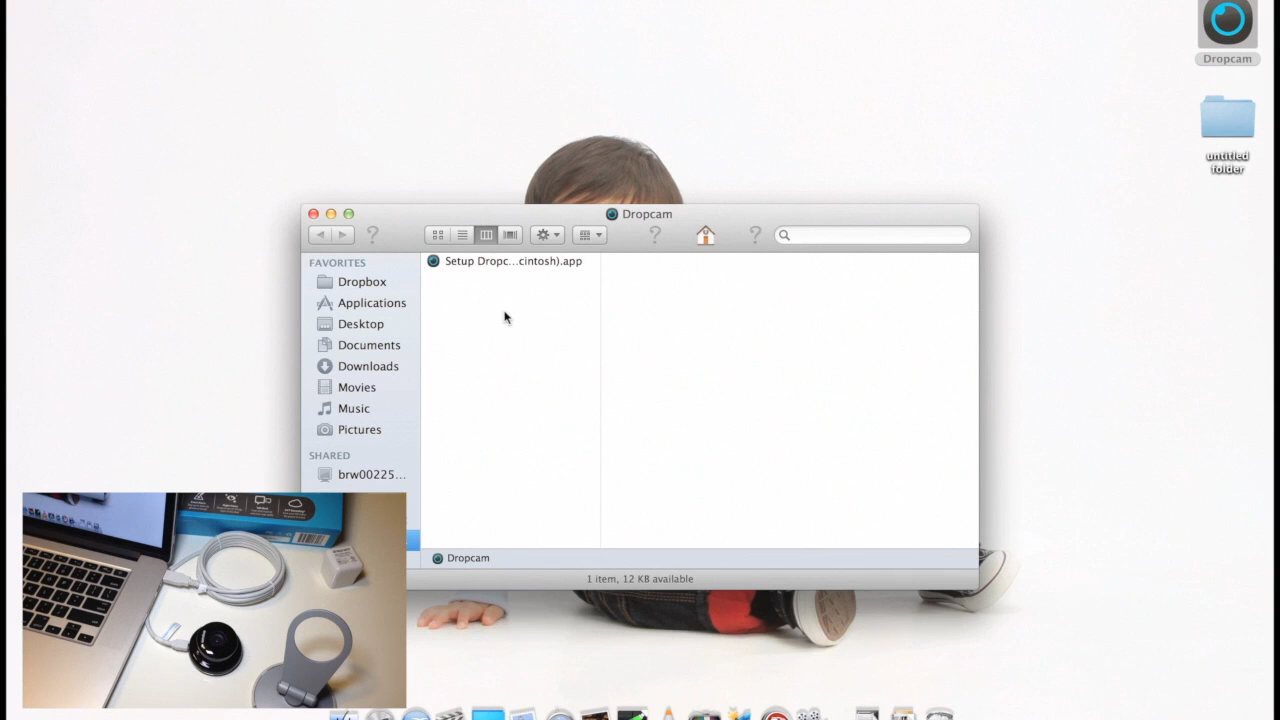 Dropcam
untitled
folder
Dropcam
FAVORITES
Dropbox
Applications
Desktop
Documents
Downloads
Movies
Music
Pictures
SHARED
brw00225...
Setup Dropc...cintosh).app
Dropcam
1 item, 12 KB available